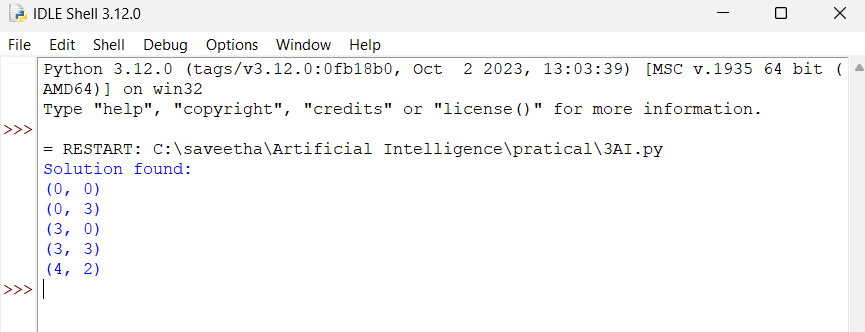 IDLE Shell 3.12.0
File Edit Shell Debug Options Window Help
Python 3.12.0 (tags/v3.12.0:0fb18b0, Oct  2 2023, 13:03:39) [MSC v.1935 64 bit (
AMD64)] on win32
Type "help", "copyright", "credits" or "license()" for more information.
>>>
= RESTART: C:\saveetha\Artificial Intelligence\pratical\3AI.py
Solution found:
(0, 0)
(0, 3)
(3, 0)
(3, 3)
(4, 2)
>>>